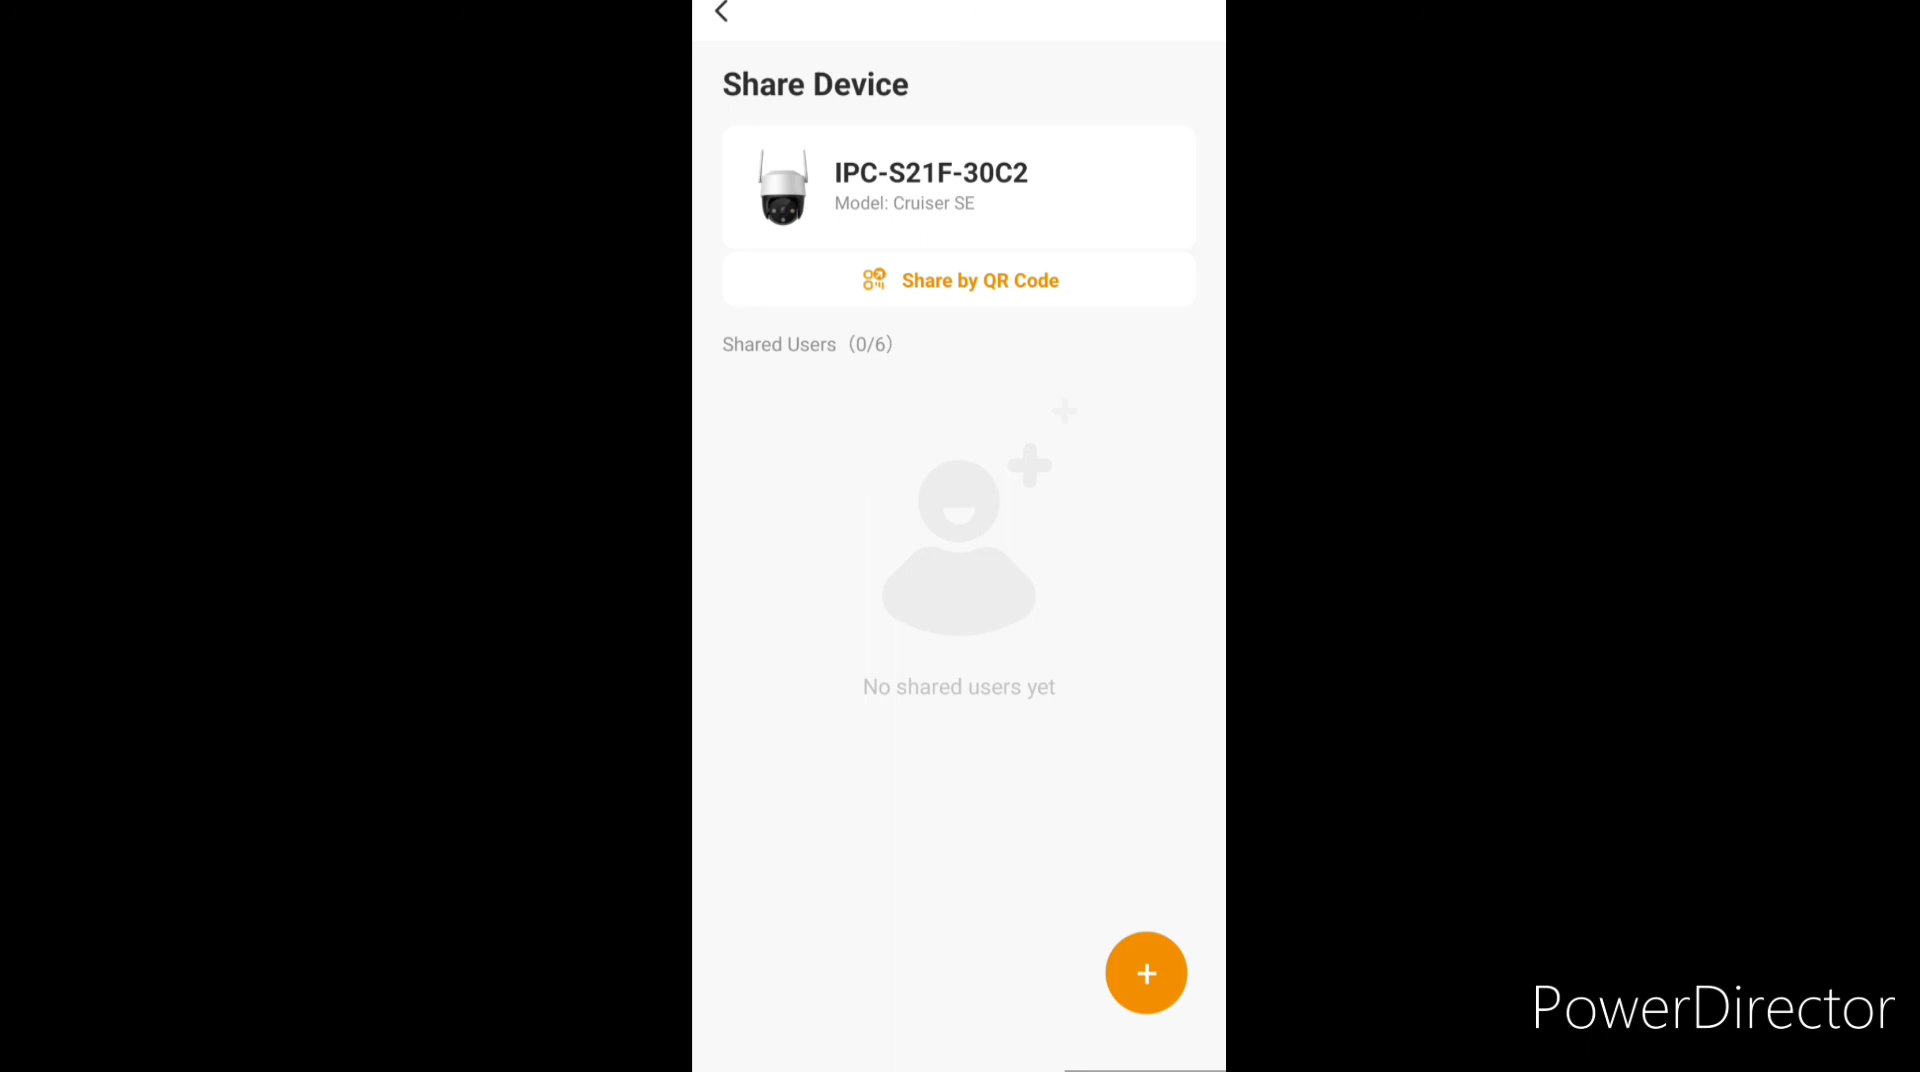 Share Device
IPC-S21F-30C2
Model: Cruiser SE
Share by QR Code
Shared Users (0/6)
No shared users yet
PowerDirector